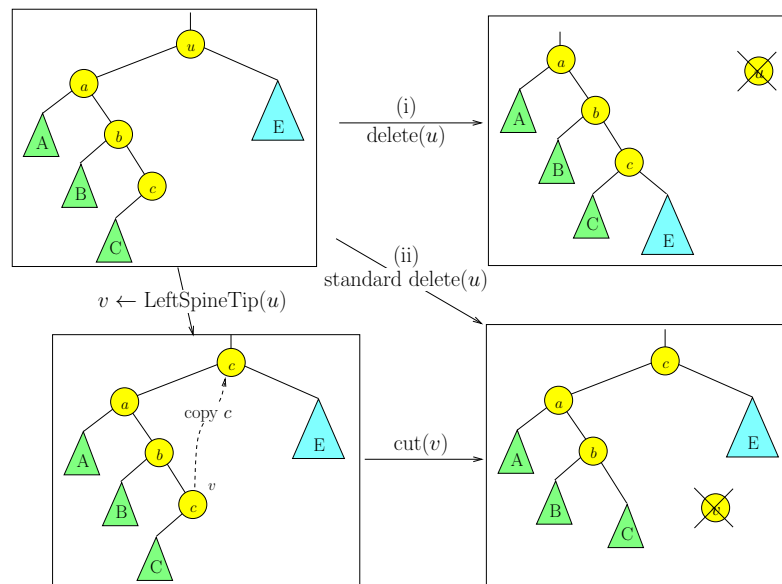 u
a
b
c
A
B
C
E
(i)
delete(u)
a
u
b
c
A
B
C
E
(ii)
standard delete(u)
v ← LeftSpineTip(u)
c
a
copy c
b
c
v
A
B
C
E
cut(v)
c
a
b
v
A
B
C
E